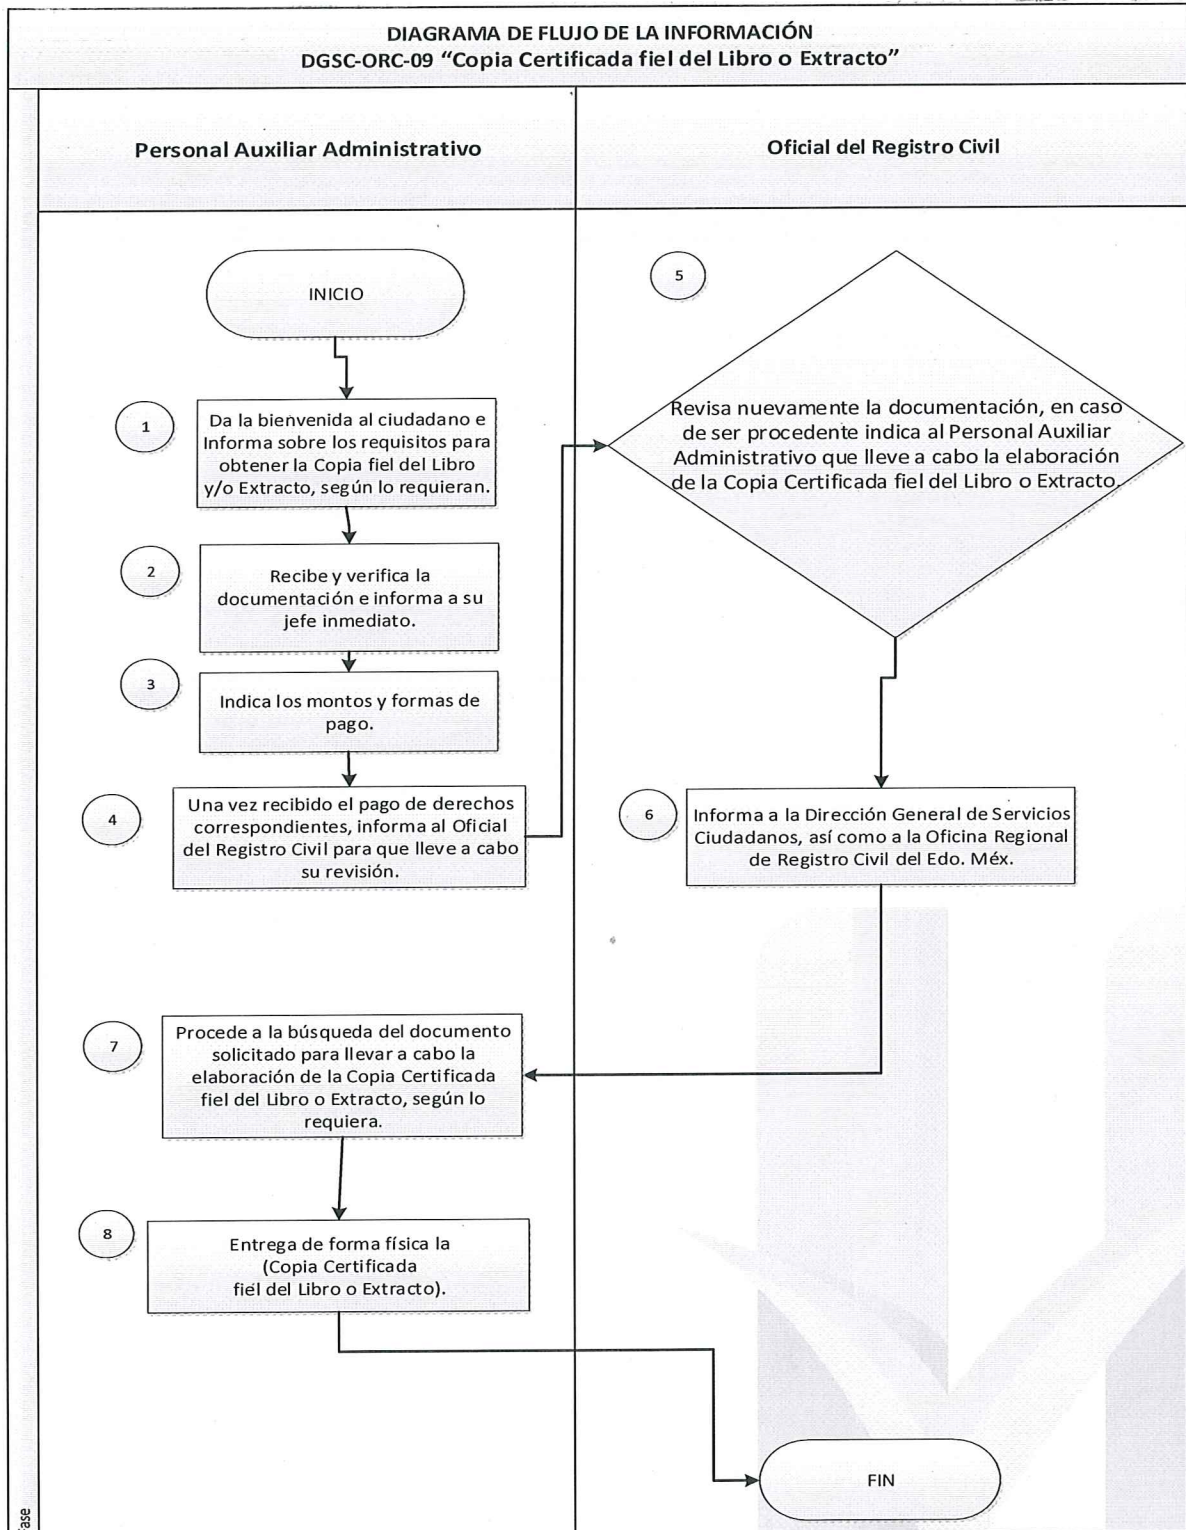 DIAGRAMA DE FLUJO DE LA INFORMACIÓN
DGSC-ORC-09 “Copia Certificada fiel del Libro o Extracto”
Personal Auxiliar Administrativo
Oficial del Registro Civil
INICIO
1
Da la bienvenida al ciudadano e
Informa sobre los requisitos para
obtener la Copia fiel del Libro
y/o Extracto, según lo requieran.
2
Recibe y verifica la
documentación e informa a su
jefe inmediato.
3
Indica los montos y formas de
pago.
4
Una vez recibido el pago de derechos
correspondientes, informa al Oficial
del Registro Civil para que lleve a cabo
su revisión.
5
Revisa nuevamente la documentación, en caso
de ser procedente indica al Personal Auxiliar
Administrativo que lleve a cabo la elaboración
de la Copia Certificada fiel del Libro o Extracto.
6
Informa a la Dirección General de Servicios
Ciudadanos, así como a la Oficina Regional
de Registro Civil del Edo. Méx.
7
Procede a la búsqueda del documento
solicitado para llevar a cabo la
elaboración de la Copia Certificada
fiel del Libro o Extracto, según lo
requiera.
8
Entrega de forma física la
(Copia Certificada
fiel del Libro o Extracto).
FIN
Fase